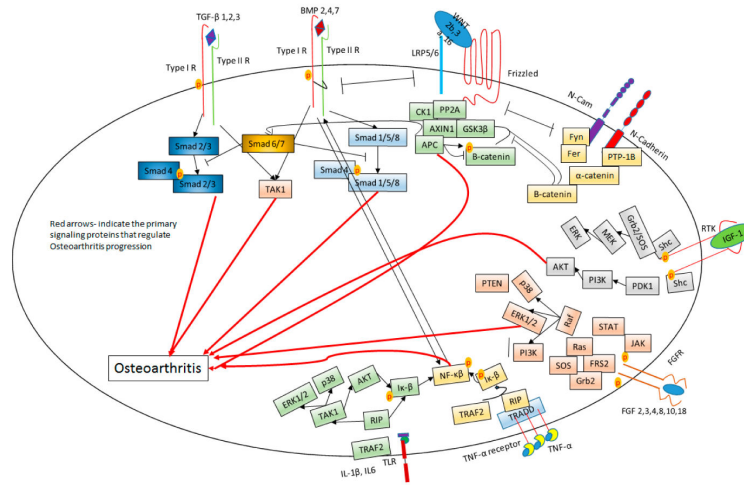 TGF-β 1,2,3
BMP 2,4,7
WNT
2b.3
a, 16
Type I R
Type II R
Type I R
Type II R
LRP5/6
Frizzled
p
p
N-Cam
N-Cadherin
CK1
PP2A
AXIN1
GSK3β
APC
p
B-catenin
Fyn
Fer
p
PTP-1B
α-catenin
B-catenin
Smad 2/3
Smad 6/7
Smad 1/5/8
Smad 4
p
Smad 2/3
TAK1
Smad 4
p
Smad 1/5/8
Red arrows- indicate the primary
signaling proteins that regulate
Osteoarthritis progression
ERK
MEK
Grb2/SOS
Shc
p
RTK
IGF-1
AKT
PI3K
PDK1
p
Shc
PTEN
p38
ERK1/2
Raf
PI3K
STAT
Ras
JAK
SOS
FRS2
Grb2
p
p
FGFR
FGF 2,3,4,8,10,18
Osteoarthritis
ERK1/2
p38
AKT
TAK1
RIP
Iκ-β
p
NF-κβ
p
p
Iκ-β
TRAF2
RIP
TRADD
TRAF2
TLR
IL-1β, IL6
TNF-α receptor
TNF-α